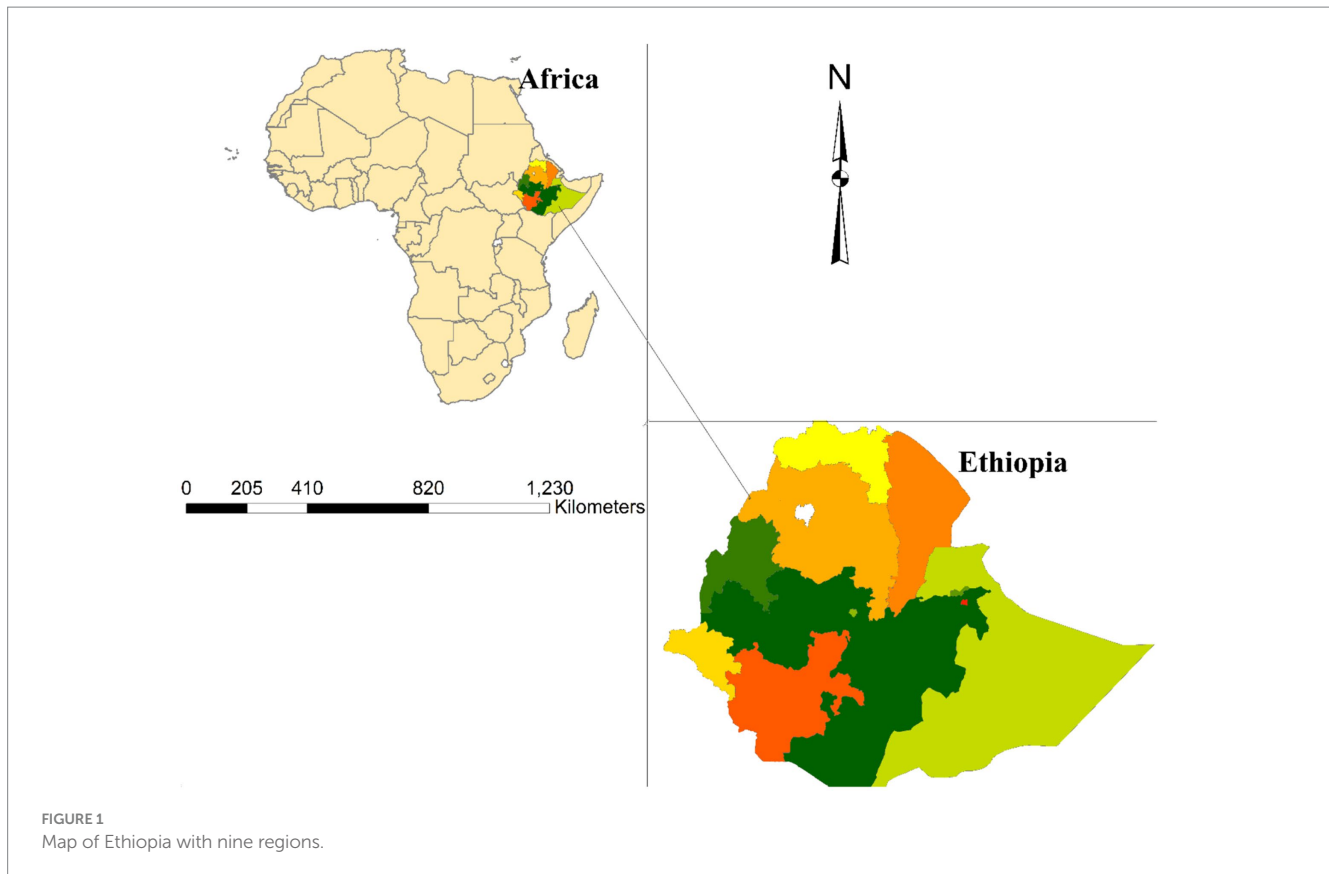 Africa
N
Ethiopia
0 205 410 820 1,230
Kilometers
FIGURE 1
Map of Ethiopia with nine regions.